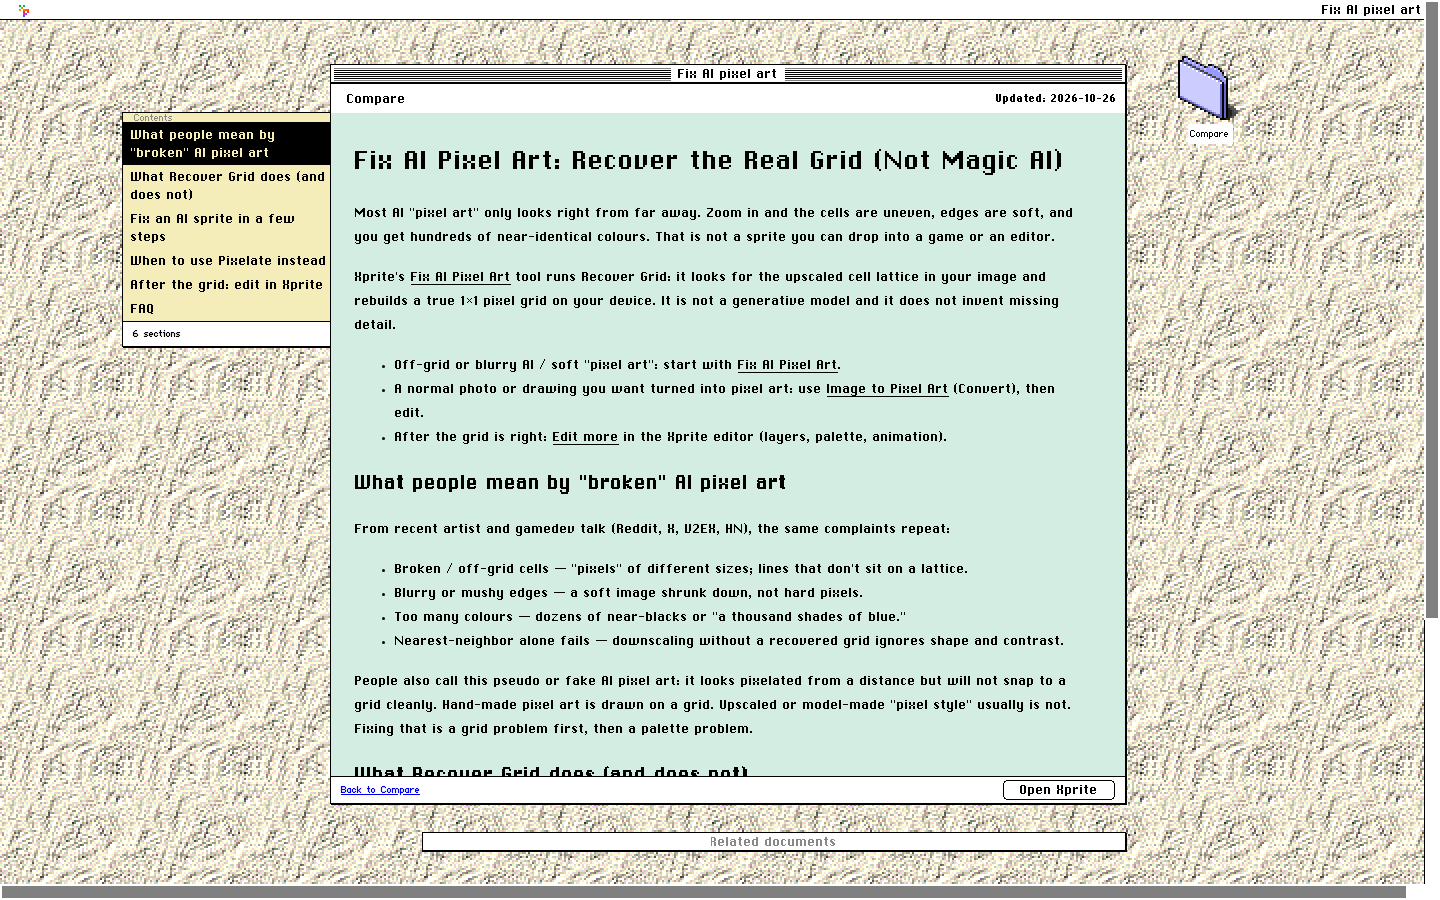 Fix AI pixel art
Fix AI pixel art
Compare
Updated: 2026-10-26
Compare
Contents
What people mean by
"broken" AI pixel art
What Recover Grid does (and
does not)
Fix an AI sprite in a few
steps
When to use Pixelate instead
After the grid: edit in Xprite
FAQ
6 sections
Fix AI Pixel Art: Recover the Real Grid (Not Magic AI)
Most AI "pixel art" only looks right from far away. Zoom in and the cells are uneven, edges are soft, and
you get hundreds of near-identical colours. That is not a sprite you can drop into a game or an editor.
Xprite's Fix AI Pixel Art tool runs Recover Grid: it looks for the upscaled cell lattice in your image and
rebuilds a true 1×1 pixel grid on your device. It is not a generative model and it does not invent missing
detail.
• Off-grid or blurry AI / soft "pixel art": start with Fix AI Pixel Art.
• A normal photo or drawing you want turned into pixel art: use Image to Pixel Art (Convert), then
edit.
• After the grid is right: Edit more in the Xprite editor (layers, palette, animation).
What people mean by "broken" AI pixel art
From recent artist and gamedev talk (Reddit, X, V2EX, HN), the same complaints repeat:
• Broken / off-grid cells — "pixels" of different sizes; lines that don't sit on a lattice.
• Blurry or mushy edges — a soft image shrunk down, not hard pixels.
• Too many colours — dozens of near-blacks or "a thousand shades of blue."
• Nearest-neighbor alone fails — downscaling without a recovered grid ignores shape and contrast.
People also call this pseudo or fake AI pixel art: it looks pixelated from a distance but will not snap to a
grid cleanly. Hand-made pixel art is drawn on a grid. Upscaled or model-made "pixel style" usually is not.
Fixing that is a grid problem first, then a palette problem.
What Recover Grid does (and does not)
Back to Compare
Open Xprite
Related documents